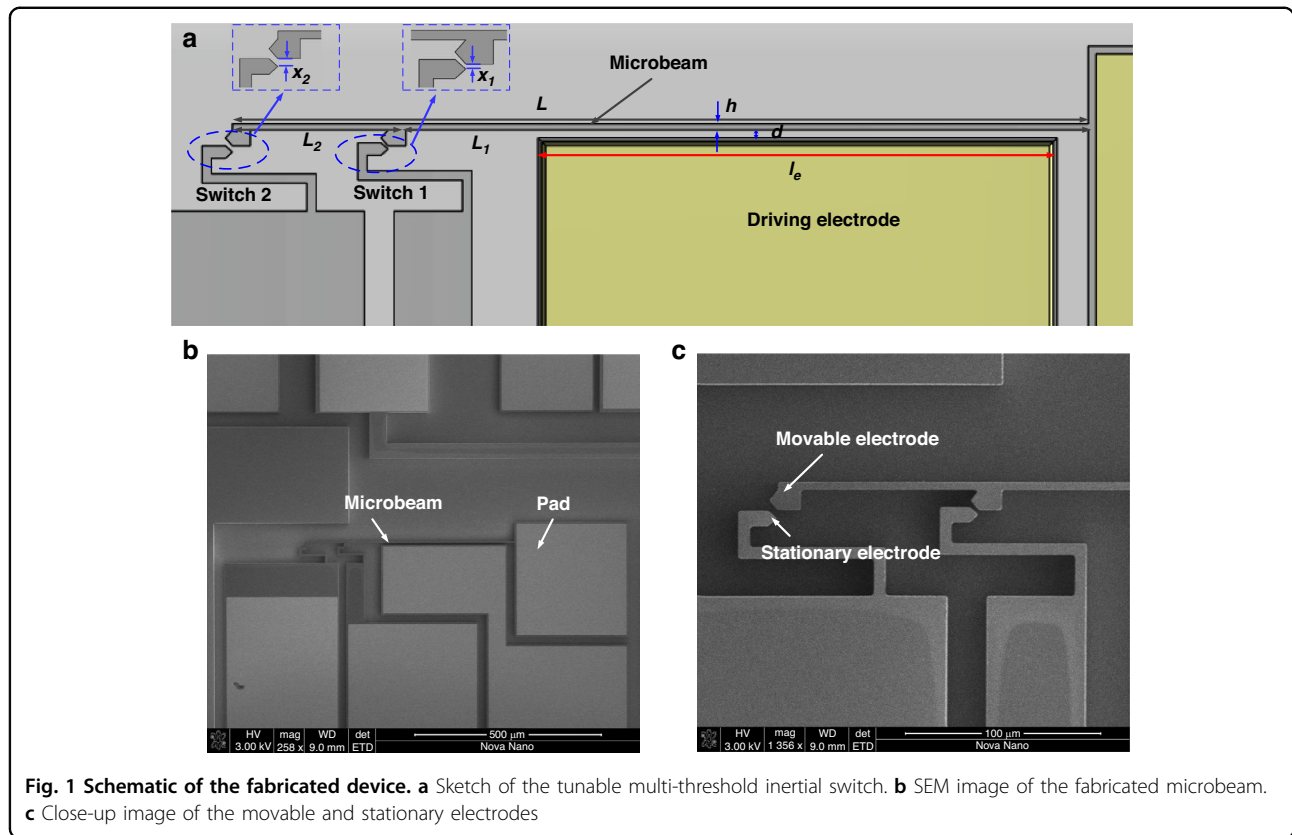 a
x2
x1
Microbeam
L
h
d
L2
L1
le
Switch 2
Switch 1
Driving electrode
b
Microbeam
Pad
HV mag WD det
3.00 kV 258 x 9.0 mm ETD
500 µm
Nova Nano
c
Movable electrode
Stationary electrode
HV mag WD det
3.00 kV 1 356 x 9.0 mm ETD
100 µm
Nova Nano
Fig. 1 Schematic of the fabricated device. a Sketch of the tunable multi-threshold inertial switch. b SEM image of the fabricated microbeam.
c Close-up image of the movable and stationary electrodes